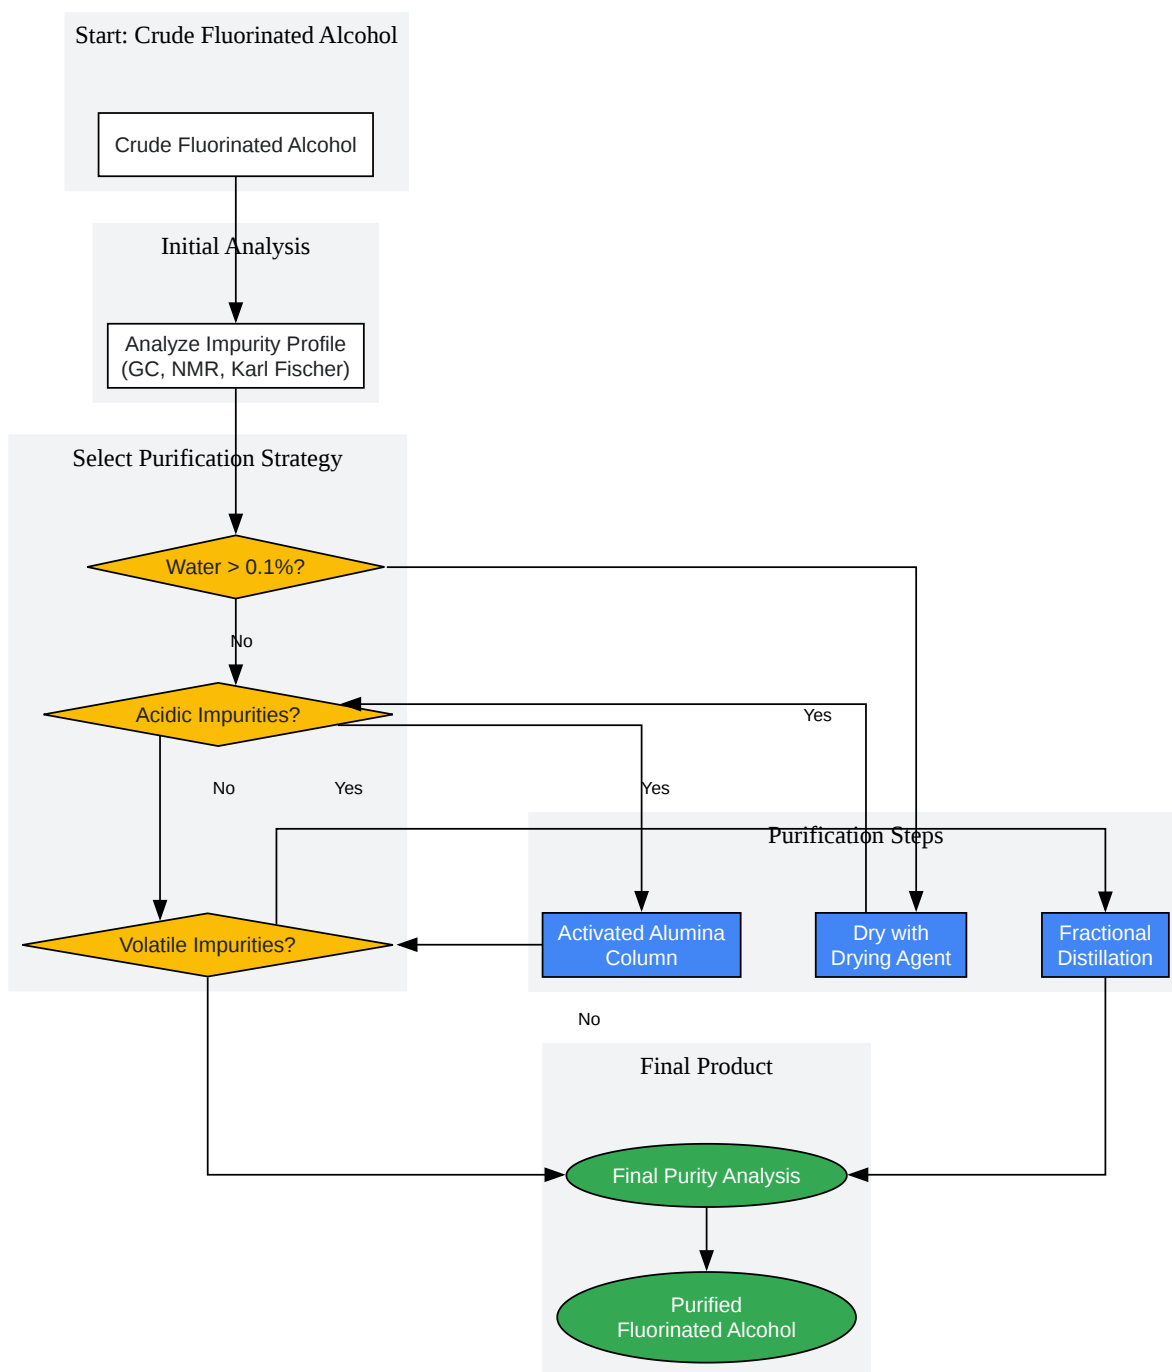 Start: Crude Fluorinated Alcohol
Crude Fluorinated Alcohol
Initial Analysis
Analyze Impurity Profile
(GC, NMR, Karl Fischer)
Select Purification Strategy
Water > 0.1%?
No
Acidic Impurities?
Yes
No
Yes
Yes
Purification Steps
Volatile Impurities?
Activated Alumina
Column
Dry with
Drying Agent
Fractional
Distillation
No
Final Product
Final Purity Analysis
Purified
Fluorinated Alcohol